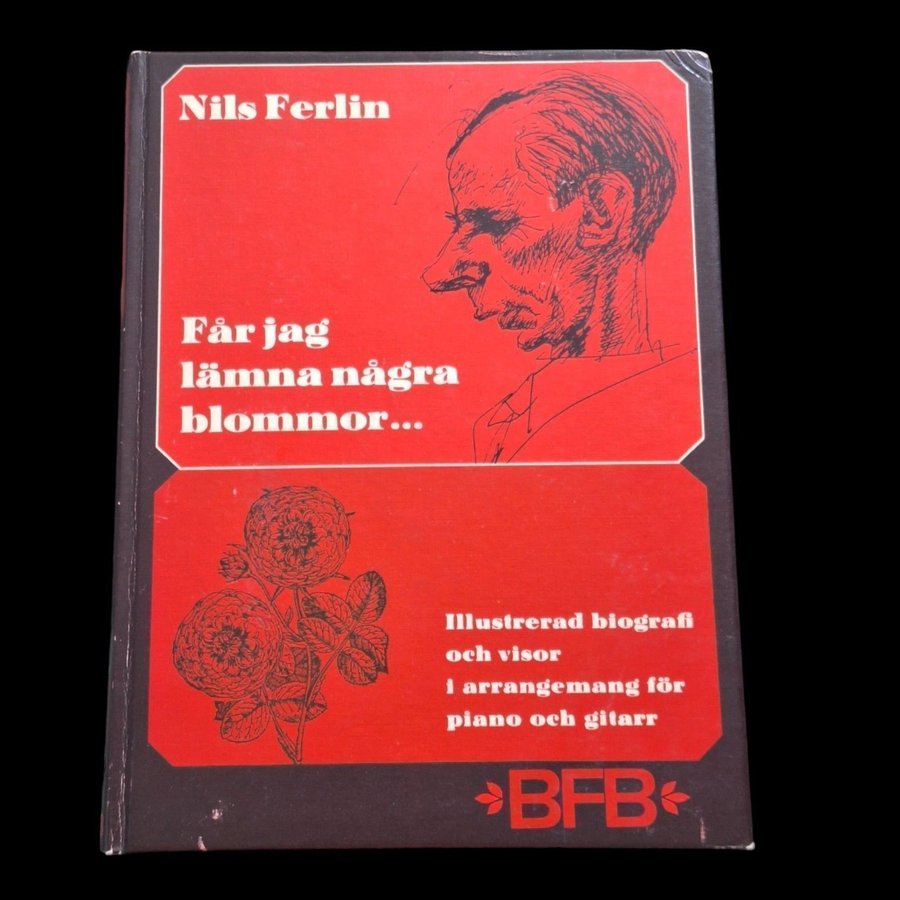 Nils Ferlin
Får jag
lämna några
blommor...
Illustrerad biografi
och visor
i arrangemang för
piano och gitarr
BFB